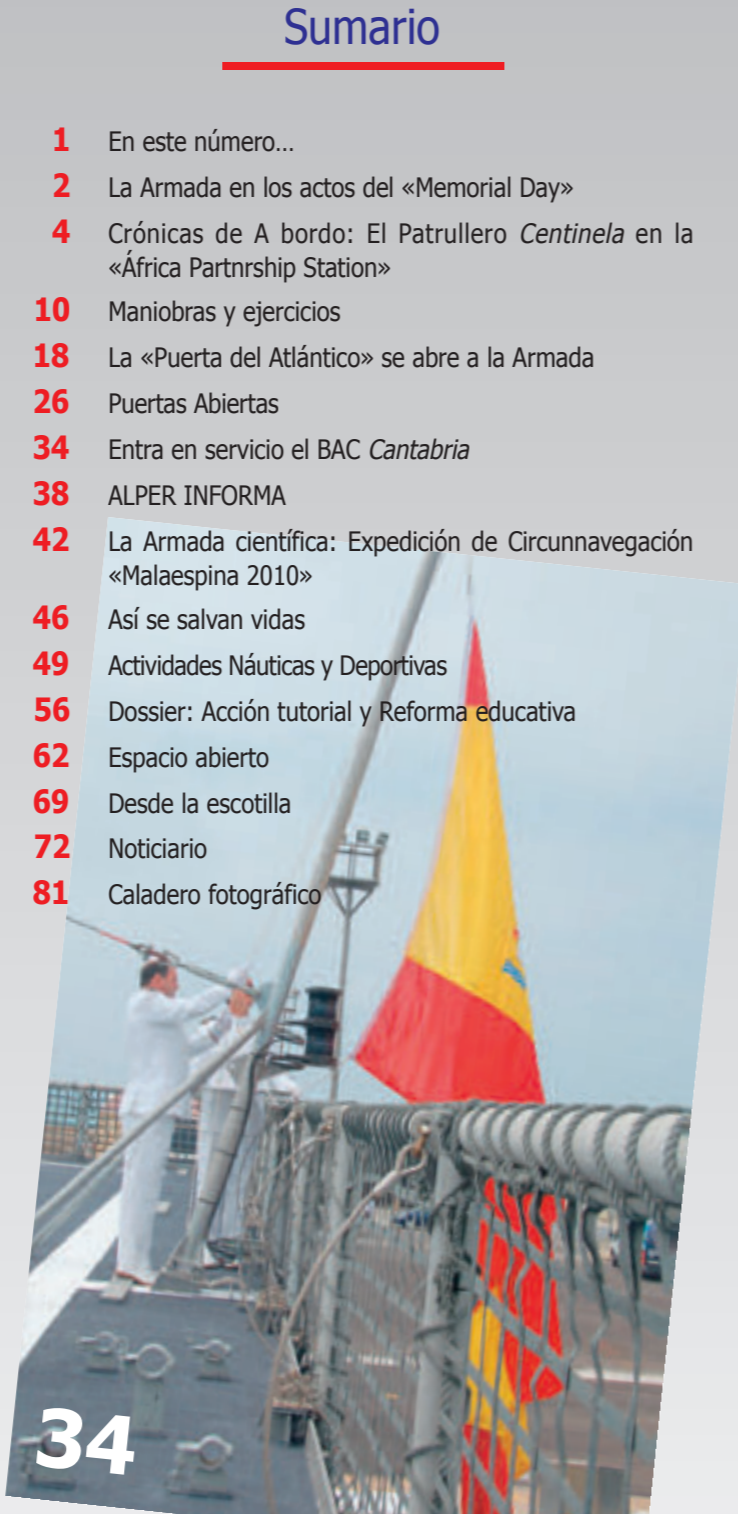 Sumario
1 En este número...
2 La Armada en los actos del «Memorial Day»
4 Crónicas de A bordo: El Patrullero Centinela en la
«África Partnrship Station»
10 Maniobras y ejercicios
18 La «Puerta del Atlántico» se abre a la Armada
26 Puertas Abiertas
34 Entra en servicio el BAC Cantabria
38 ALPER INFORMA
42 La Armada científica: Expedición de Circunnavegación
«Malaespina 2010»
46 Así se salvan vidas
49 Actividades Náuticas y Deportivas
56 Dossier: Acción tutorial y Reforma educativa
62 Espacio abierto
69 Desde la escotilla
72 Noticiario
81 Caladero fotográfico
34